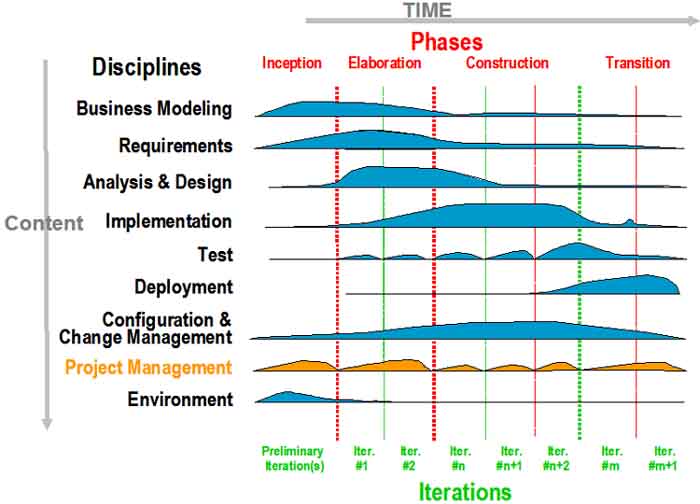 TIME
Phases
Disciplines
Inception Elaboration Construction Transition
Business Modeling
Requirements
Analysis & Design
Implementation
Content
Test
Deployment
Configuration &
Change Management
Project Management
Environment
Preliminary Iter. Iter. Iter. Iter. Iter. Iter. Iter.
Iteration(s) #1 #2 #n #n+1 #n+2 #m #m+1
Iterations